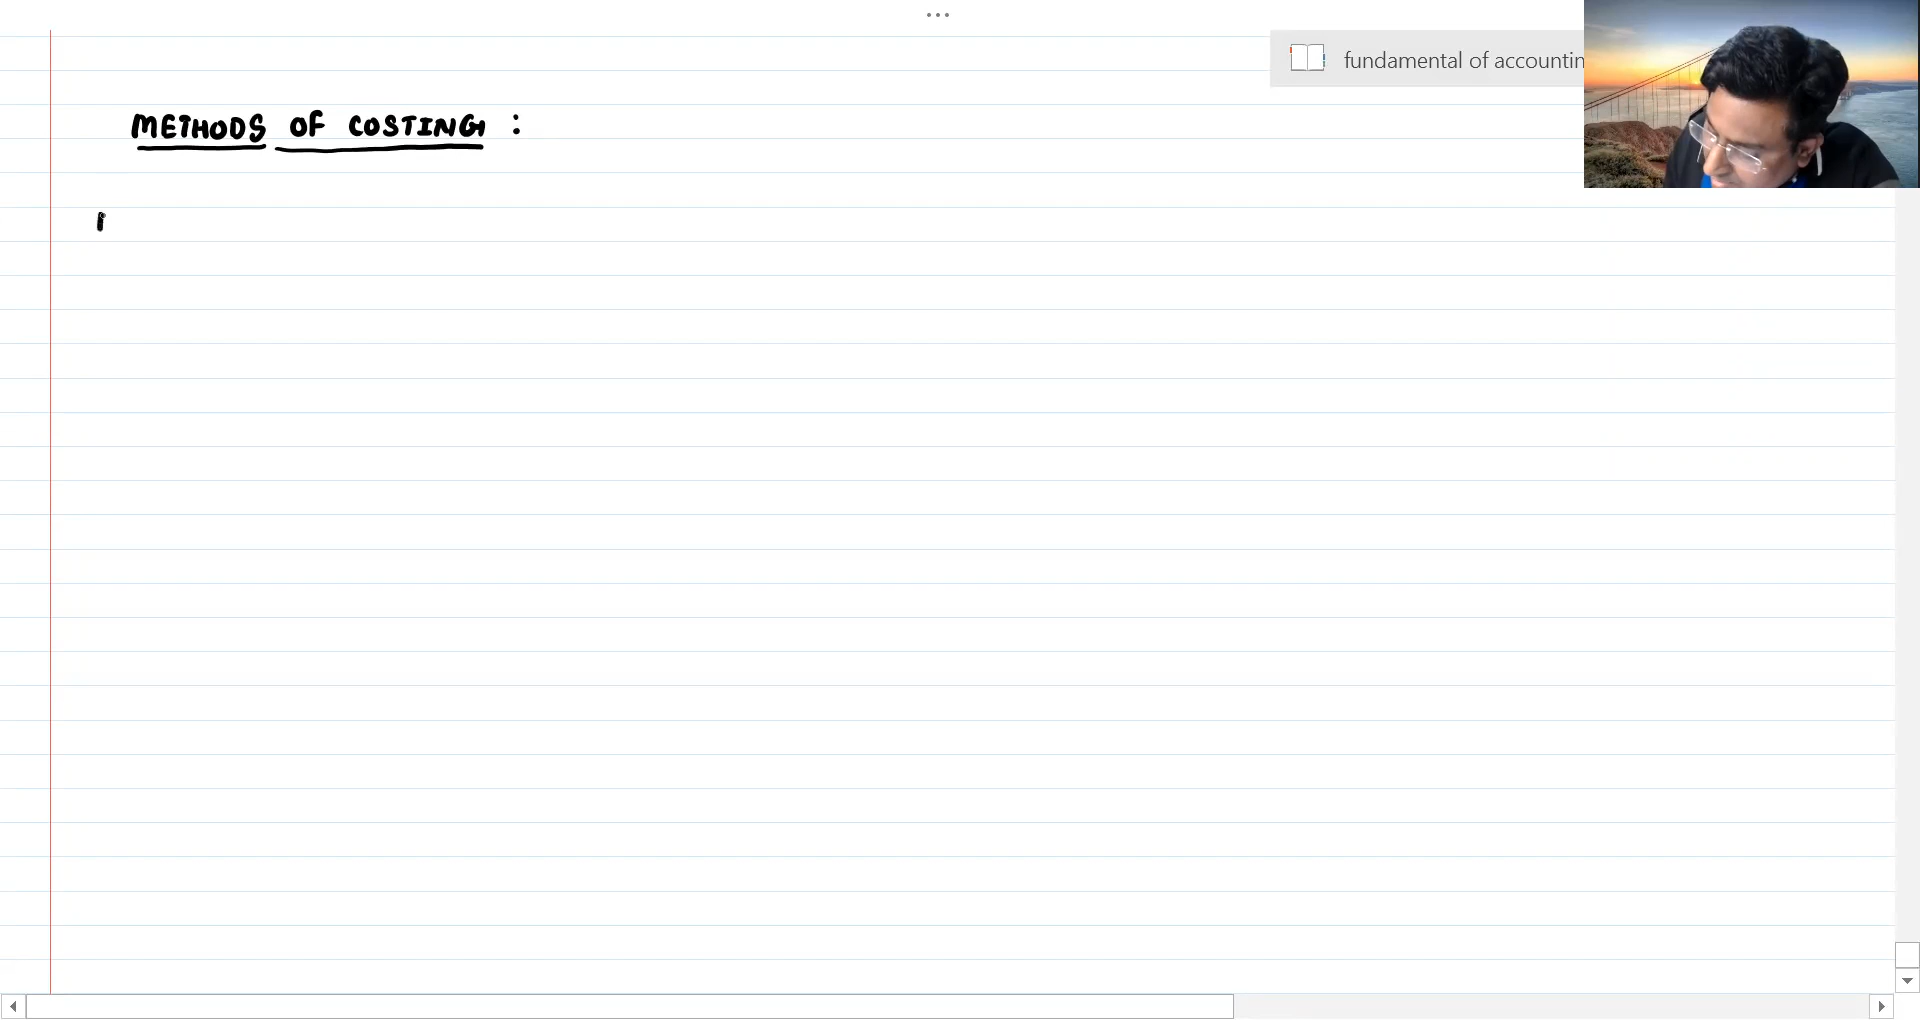 fundamental of accountin
METHODS OF COSTING :